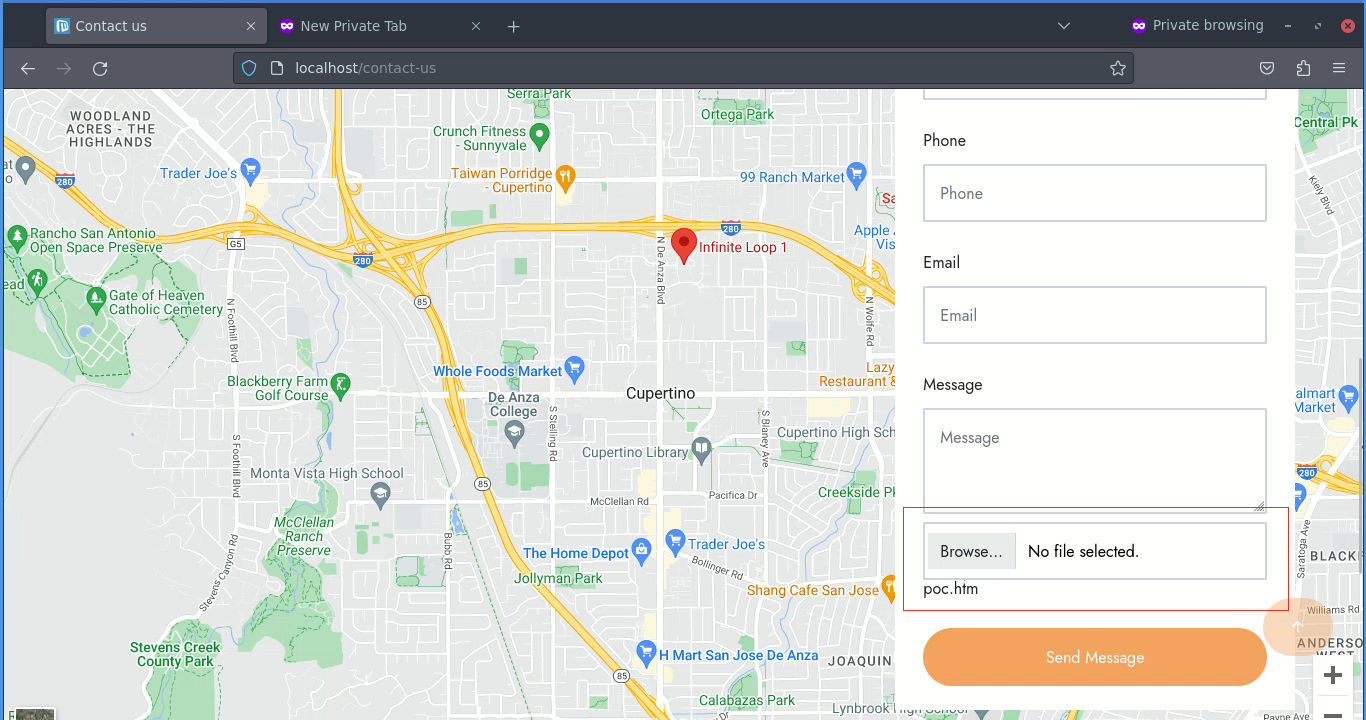 Contact us
New Private Tab
Private browsing
localhost/contact-us
WOODLAND
ACRES - THE
HIGHLANDS
Serra Park
Ortega Park
Central Pk
Crunch Fitness
- Sunnyvale
Trader Joe's
280
Taiwan Porridge
- Cupertino
99 Ranch Market
Kiely Blvd
Rancho San Antonio
Open Space Preserve
G5
280
280
Apple
Infinite Loop 1
N De Anza Blvd
Gate of Heaven
Catholic Cemetery
85
N Foothill Blvd
N Wolfe Rd
Whole Foods Market
Blackberry Farm
Golf Course
De Anza
College
Cupertino
Lazy
Restaurant &
Market
S Stelling Rd
S Blaney Ave
Cupertino High Sch
Cupertino Library
S Foothill Blvd
Monta Vista High School
85
280
McClellan Rd
Pacifica Dr
Creekside
McClellan
Ranch
Preserve
Bubb Rd
Stevens Canyon Rd
The Home Depot
Trader Joe's
Bollinger Rd
Jollyman Park
Shang Cafe San Jose
Saratoga Ave
Williams Rd
Stevens Creek
County Park
H Mart San Jose De Anza
85
JOAQUIN
Calabazas Park
Lynbrook High School
Payne Ave
Phone
Phone
Email
Email
Message
Message
Browse... No file selected.
poc.htm
Send Message